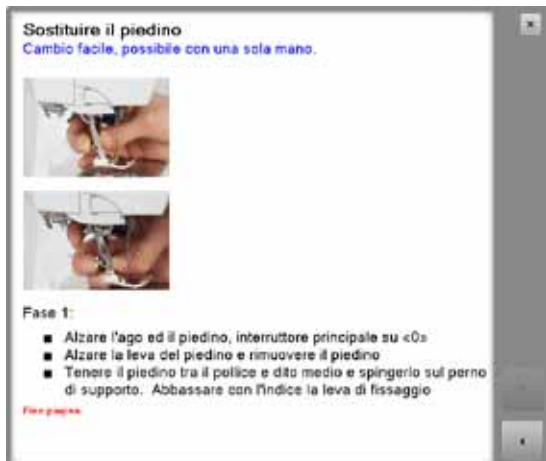 Sostituire il piedino
Cambio facile, possibile con una sola mano.
Fase 1:
■ Alzare l'ago ed il piedino, interruttore principale su «0»
■ Alzare la leva del piedino e rimuovere il piedino
■ Tenere il piedino tra il pollice e dito medio e spingerlo sul perno
di supporto. Abbassare con l'indice la leva di fissaggio
Fine pagina